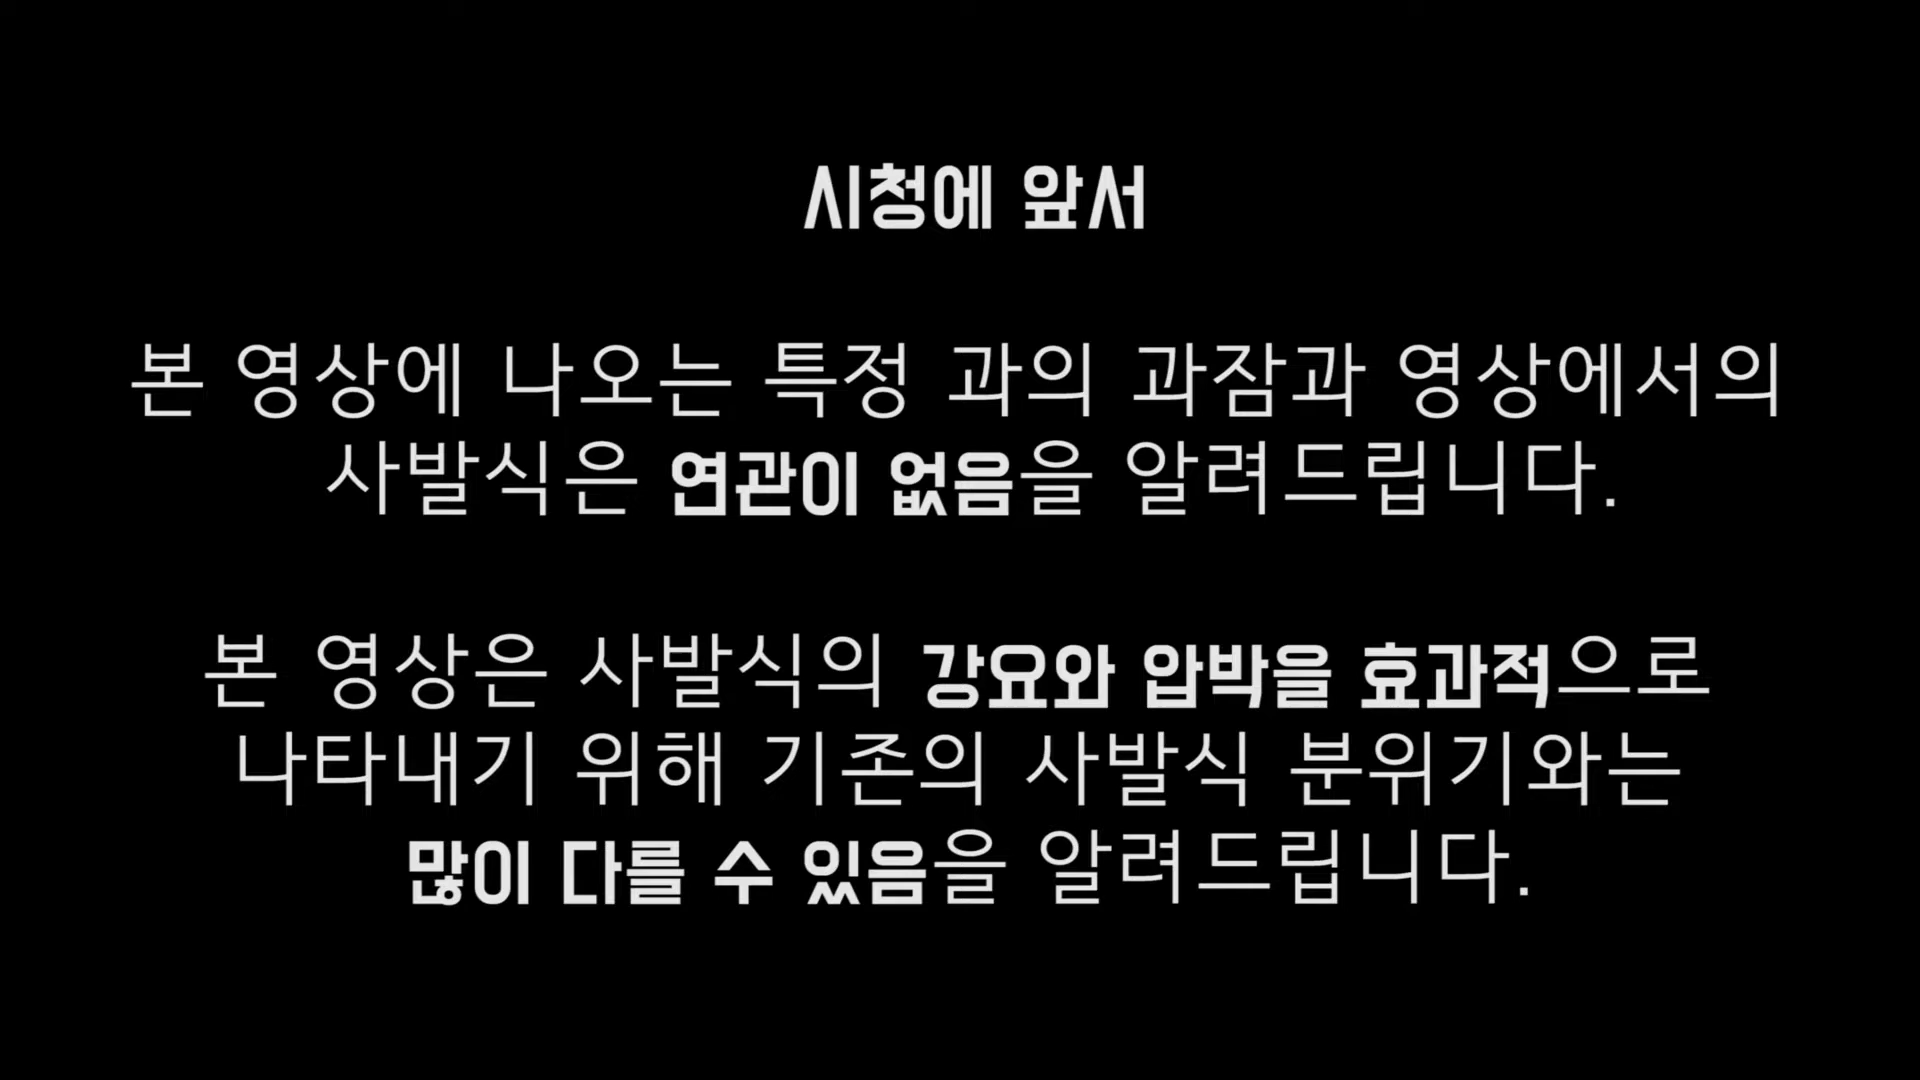 시청에 앞서
본 영상에 나오는 특정 과의 과잠과 영상에서의
사발식은 연관이 없음을 알려드립니다.
본 영상은 사발식의 강요와 압박을 효과적으로
나타내기 위해 기존의 사발식 분위기와는
많이 다를 수 있음을 알려드립니다.